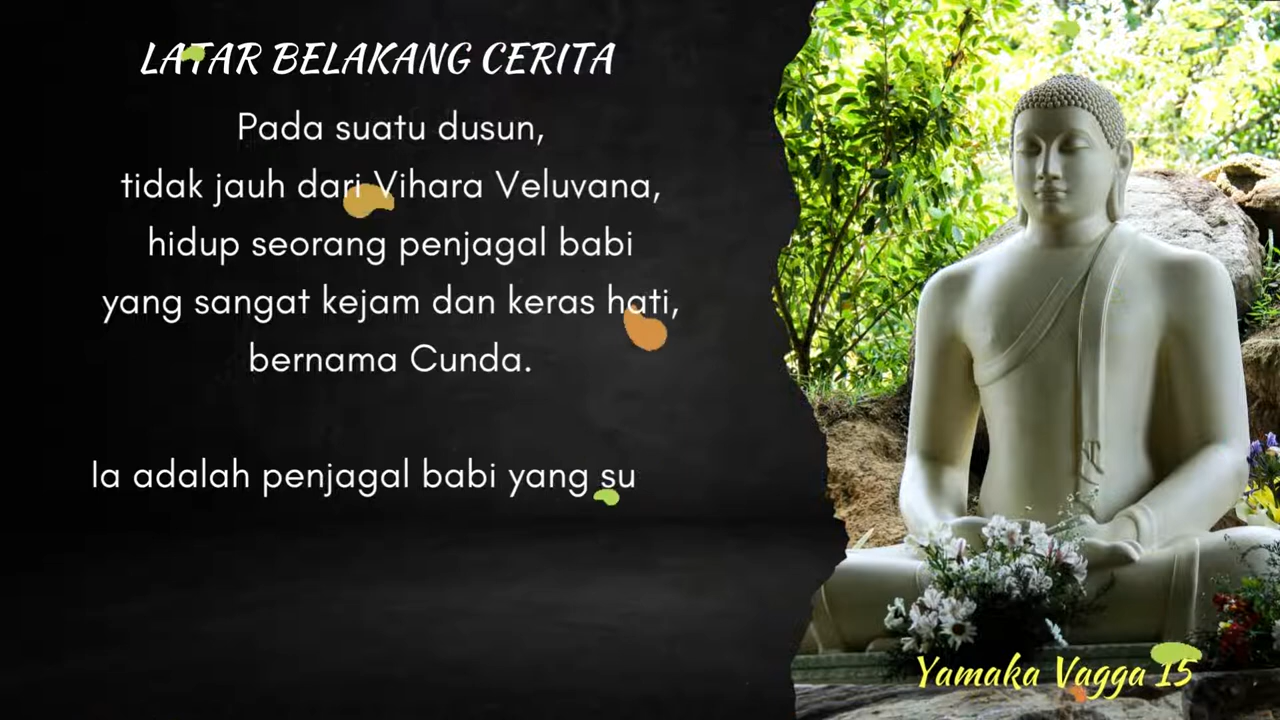 LATAR BELAKANG CERITA
Pada suatu dusun,
tidak jauh dari Vihara Veluvana,
hidup seorang penjagal babi
yang sangat kejam dan keras hati,
bernama Cunda.
Ia adalah penjagal babi yang su
Yamaka Vagga 15